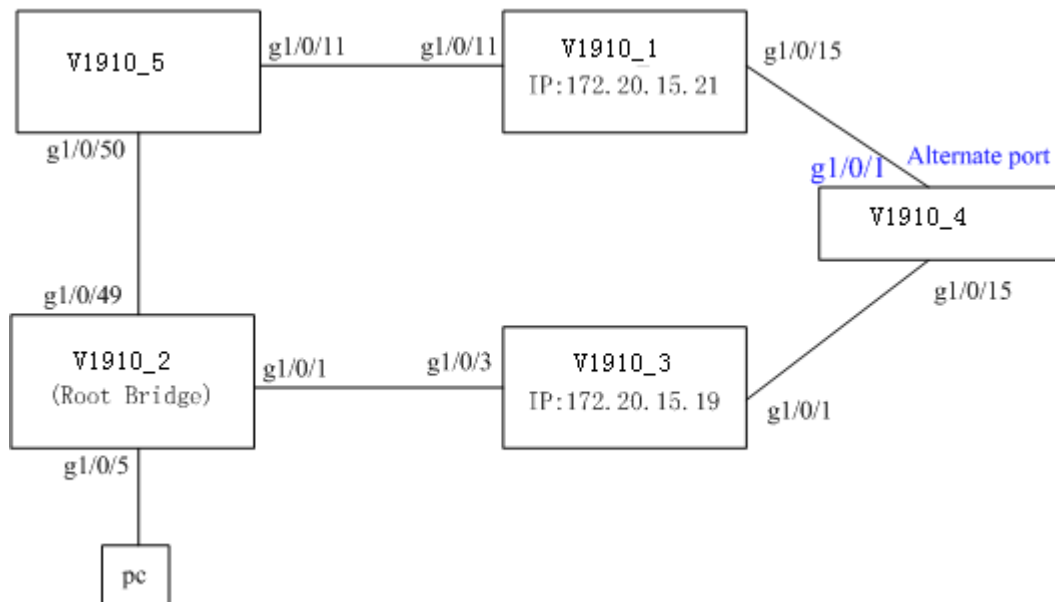 V1910_5
g1/0/11
g1/0/11
V1910_1
IP:172.20.15.21
g1/0/15
g1/0/50
g1/0/1
Alternate port
V1910_4
g1/0/15
g1/0/49
V1910_2
(Root Bridge)
g1/0/1
g1/0/3
V1910_3
IP:172.20.15.19
g1/0/1
g1/0/5
pc